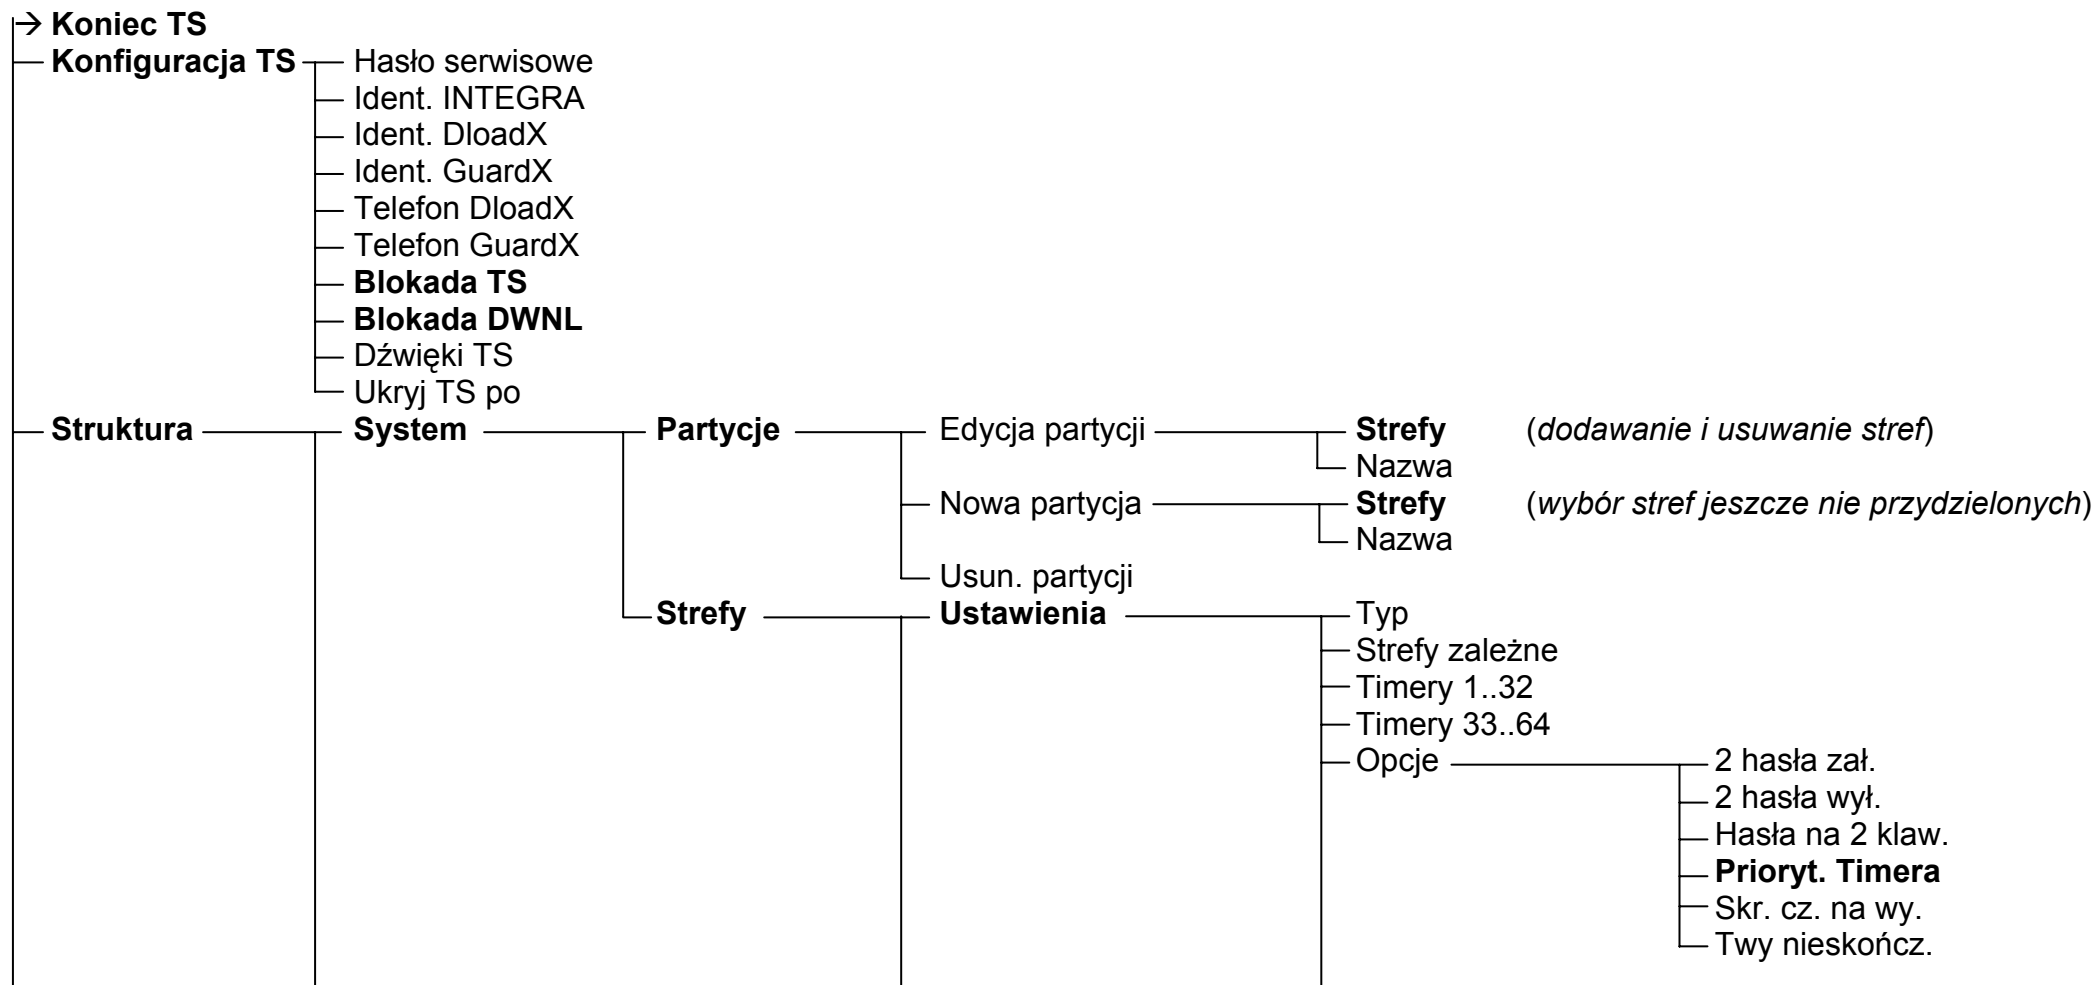 → Koniec TS
Konfiguracja TS Hasło serwisowe
Ident. INTEGRA
Ident. DloadX
Ident. GuardX
Telefon DloadX
Telefon GuardX
Blokada TS
Blokada DWNL
Dźwięki TS
Ukryj TS po
Struktura System Partycje Edycja partycji Strefy (dodawanie i usuwanie stref)
Nazwa
Nowa partycja Strefy (wybór stref jeszcze nie przydzielonych)
Nazwa
Usun. partycji
Strefy Ustawienia Typ
Strefy zależne
Timery 1..32
Timery 33..64
Opcje 2 hasła zał.
2 hasła wył.
Hasła na 2 klaw.
Prioryt. Timera
Skr. cz. na wy.
Twy nieskończ.